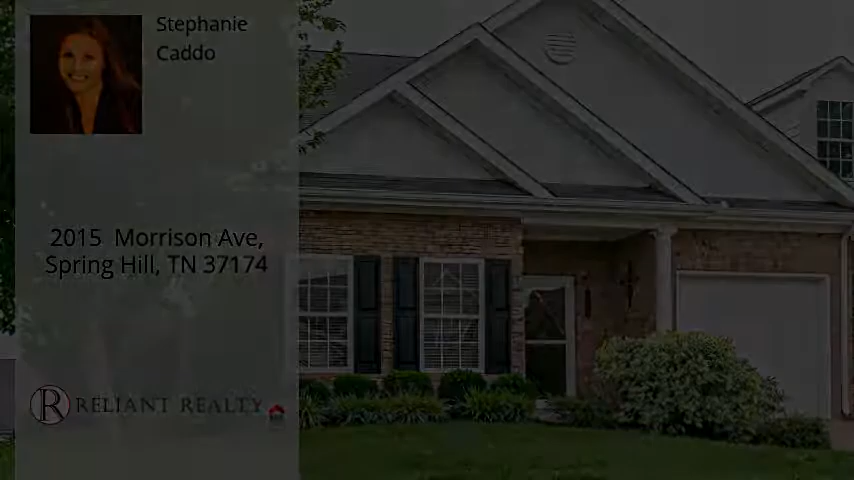 Stephanie
Caddo
2015 Morrison Ave,
Spring Hill, TN 37174
R RELIANT REALTY